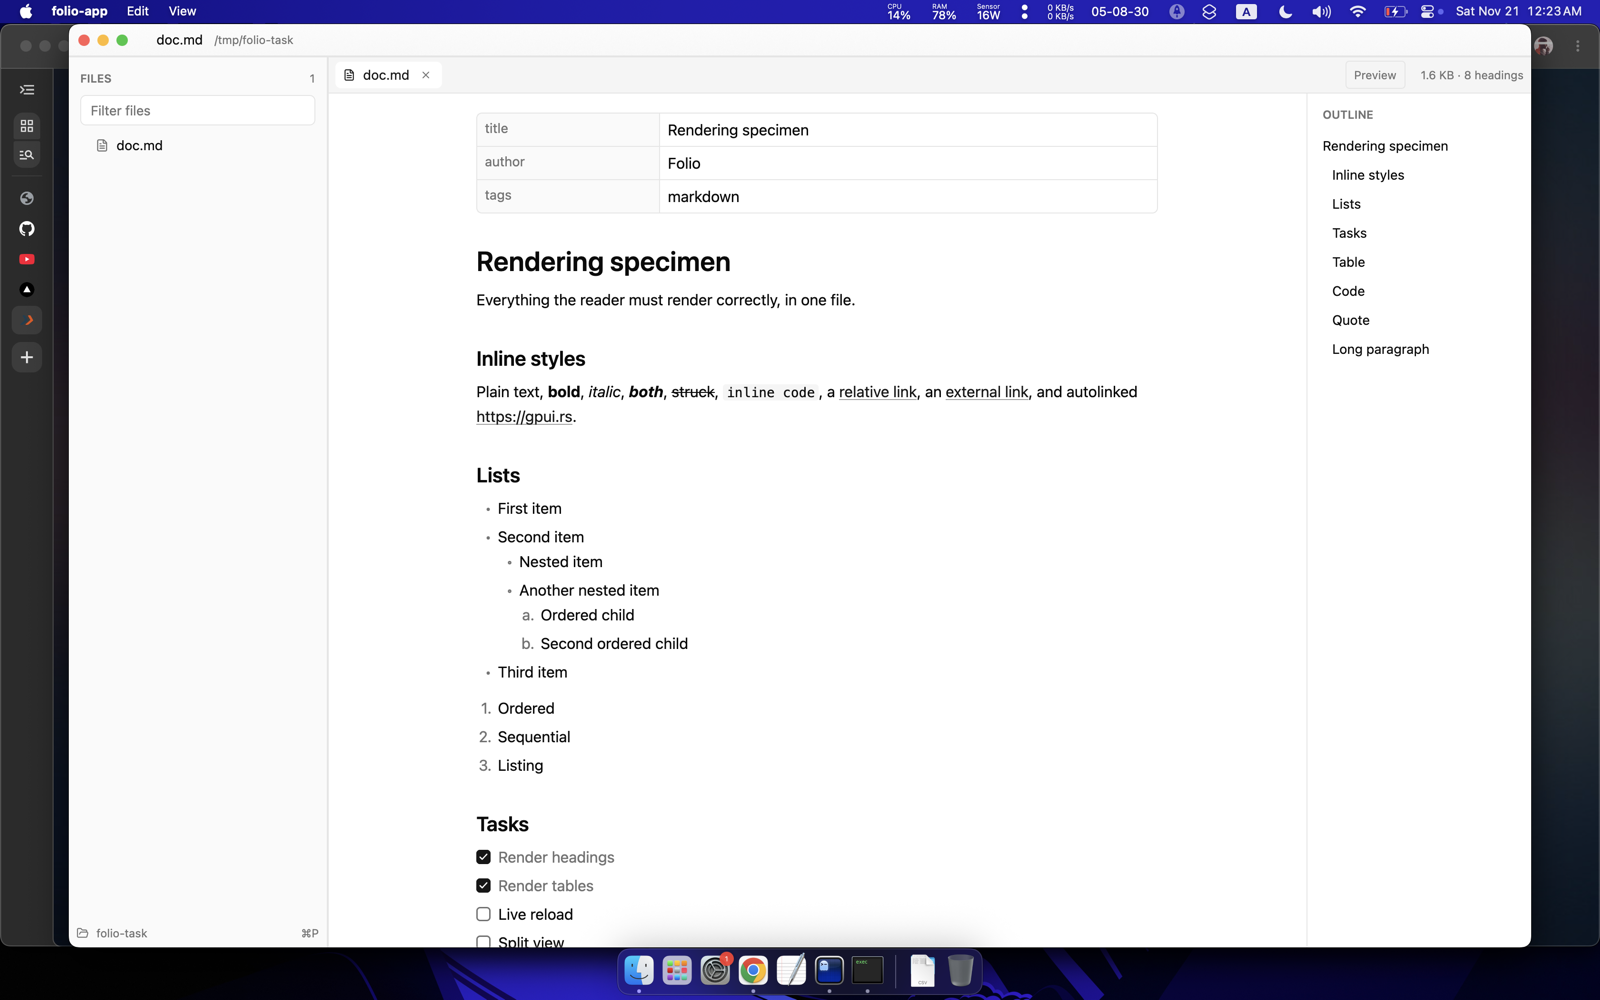 folio-app Edit View
CPU 14% RAM 78% Sensor 16W 0 KB/s 0 KB/s 05-08-30 A Sat Nov 21 12:23 AM
doc.md /tmp/folio-task
FILES 1
Filter files
doc.md
folio-task ⌘P
doc.md ×
Preview 1.6 KB · 8 headings
title Rendering specimen
author Folio
tags markdown
Rendering specimen
Everything the reader must render correctly, in one file.
Inline styles
Plain text, bold, italic, both, struck, inline code, a relative link, an external link, and autolinked
https://gpui.rs.
Lists
• First item
• Second item
• Nested item
• Another nested item
a. Ordered child
b. Second ordered child
• Third item
1. Ordered
2. Sequential
3. Listing
Tasks
Render headings
Render tables
Live reload
Split view
OUTLINE
Rendering specimen
Inline styles
Lists
Tasks
Table
Code
Quote
Long paragraph
1
exec
CSV